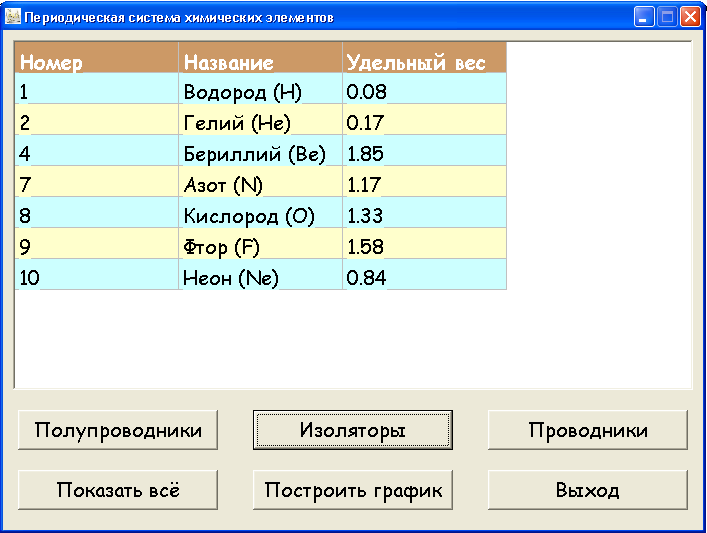 Периодическая система химических элементов
Номер Название Удельный вес
1 Водород (H) 0.08
2 Гелий (He) 0.17
4 Бериллий (Be) 1.85
7 Азот (N) 1.17
8 Кислород (O) 1.33
9 Фтор (F) 1.58
10 Неон (Ne) 0.84
Полупроводники Изоляторы Проводники
Показать всё Построить график Выход